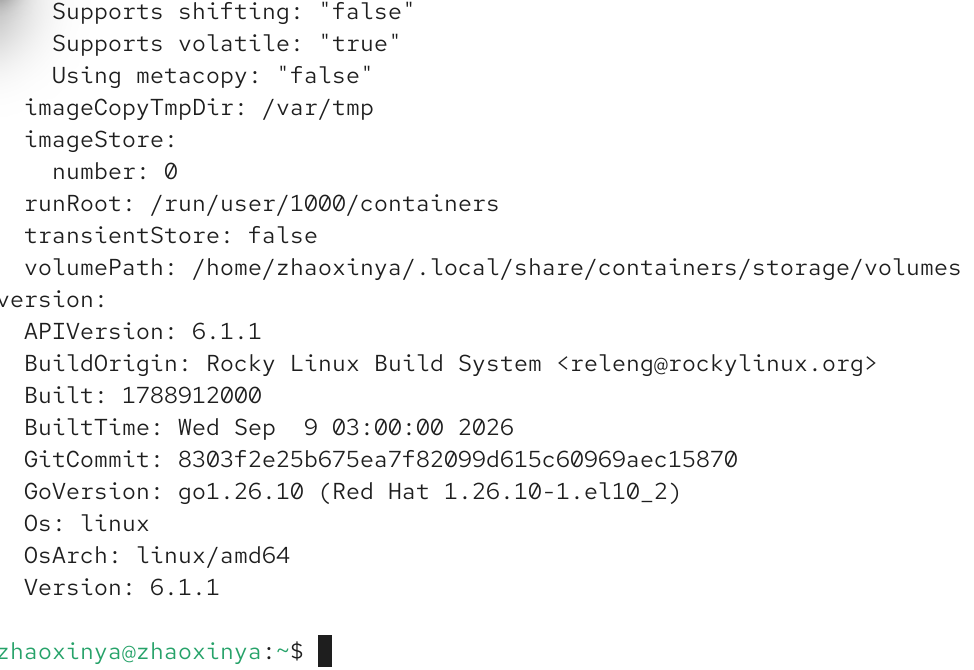 Supports shifting: "false"
    Supports volatile: "true"
    Using metacopy: "false"
  imageCopyTmpDir: /var/tmp
  imageStore:
    number: 0
  runRoot: /run/user/1000/containers
  transientStore: false
  volumePath: /home/zhaoxinya/.local/share/containers/storage/volumes
version:
  APIVersion: 6.1.1
  BuildOrigin: Rocky Linux Build System <releng@rockylinux.org>
  Built: 1788912000
  BuiltTime: Wed Sep  9 03:00:00 2026
  GitCommit: 8303f2e25b675ea7f82099d615c60969aec15870
  GoVersion: go1.26.10 (Red Hat 1.26.10-1.el10_2)
  Os: linux
  OsArch: linux/amd64
  Version: 6.1.1

zhaoxinya@zhaoxinya:~$